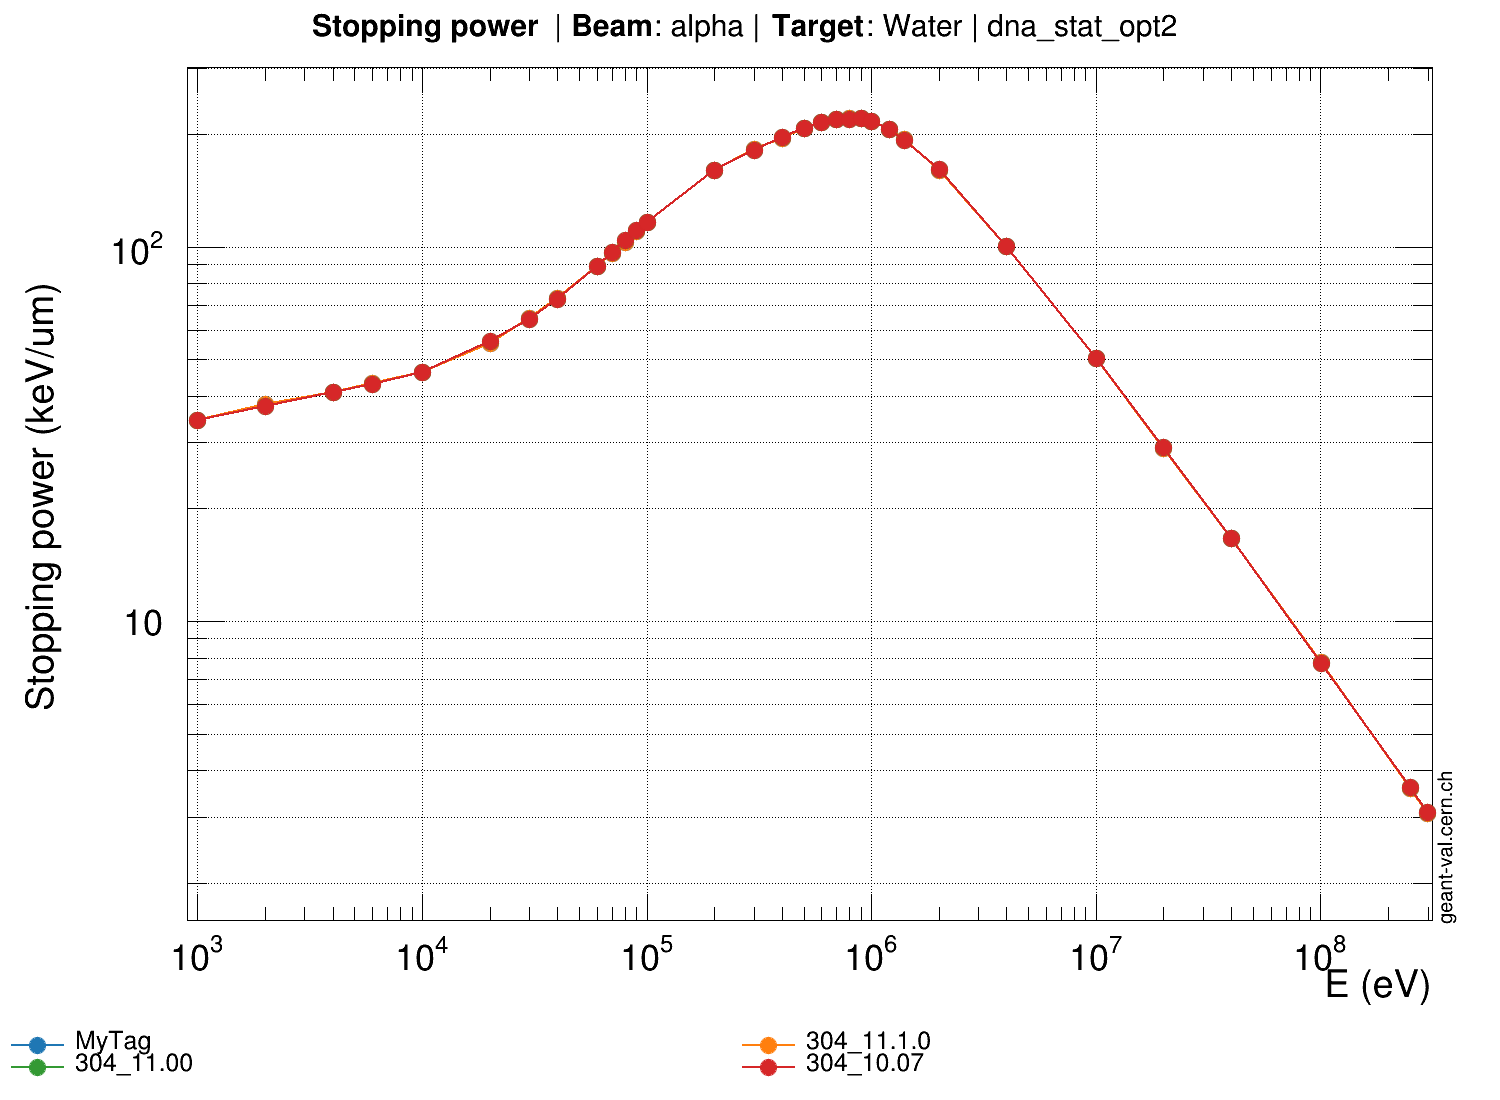 Stopping power | Beam: alpha | Target: Water | dna_stat_opt2
Stopping power (keV/um)
10²
10
10³ 10⁴ 10⁵ 10⁶ 10⁷ 10⁸
E (eV)
geant-val.cern.ch
MyTag
304_11.00
304_11.1.0
304_10.07